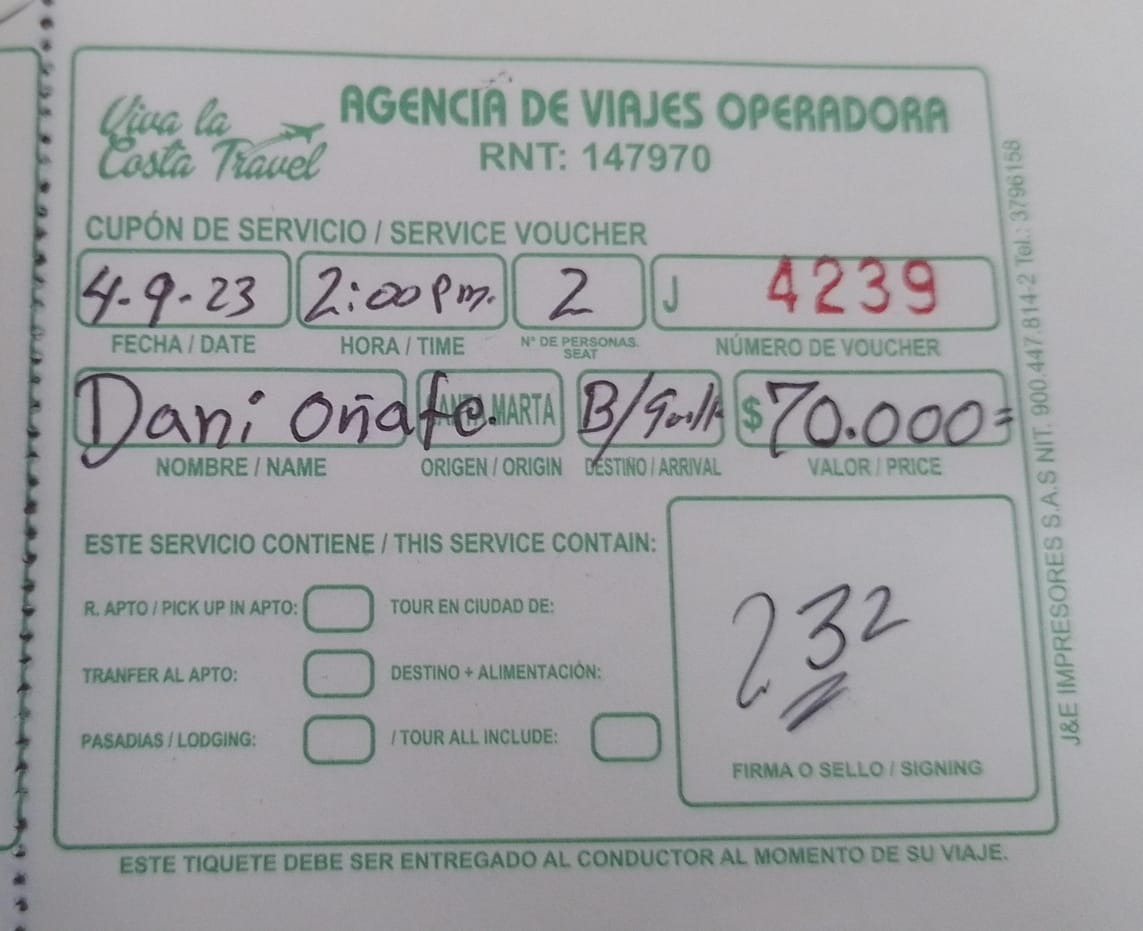 Viva la
Costa Travel
AGENCIA DE VIAJES OPERADORA
RNT: 147970
CUPÓN DE SERVICIO / SERVICE VOUCHER
4-9-23 2:00 Pm. 2 J 4239
FECHA / DATE HORA / TIME N° DE PERSONAS. SEAT NÚMERO DE VOUCHER
Dani Oñate. MARTA B/ $70.000=
NOMBRE / NAME ORIGEN / ORIGIN DESTINO / ARRIVAL VALOR / PRICE
ESTE SERVICIO CONTIENE / THIS SERVICE CONTAIN:
R. APTO / PICK UP IN APTO: TOUR EN CIUDAD DE:
TRANFER AL APTO: DESTINO + ALIMENTACIÓN:
PASADIAS / LODGING: / TOUR ALL INCLUDE:
232
FIRMA O SELLO / SIGNING
ESTE TIQUETE DEBE SER ENTREGADO AL CONDUCTOR AL MOMENTO DE SU VIAJE.
J&E IMPRESORES S.A.S NIT. 900.447.814-2 Tel.: 3796158